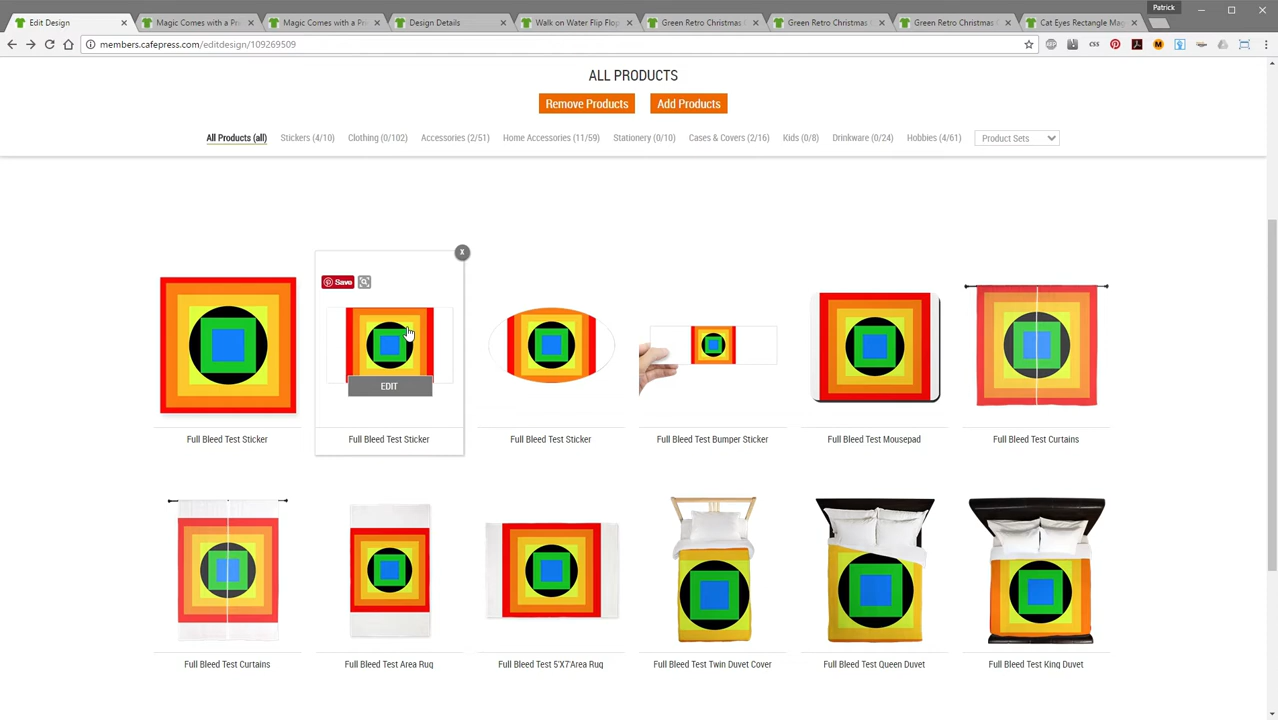 Patrick
Edit Design
Magic Comes with a Pri
Magic Comes with a Pri
Design Details
Walk on Water Flip Flop
Green Retro Christmas
Green Retro Christmas
Green Retro Christmas
Cat Eyes Rectangle Mag
members.cafepress.com/editdesign/109269509
ALL PRODUCTS
Remove Products Add Products
All Products (all) Stickers (4/10) Clothing (0/102) Accessories (2/51) Home Accessories (11/59) Stationery (0/10) Cases & Covers (2/16) Kids (0/8) Drinkware (0/24) Hobbies (4/61) Product Sets
X
Save
EDIT
Full Bleed Test Sticker
Full Bleed Test Sticker
Full Bleed Test Sticker
Full Bleed Test Bumper Sticker
Full Bleed Test Mousepad
Full Bleed Test Curtains
Full Bleed Test Curtains
Full Bleed Test Area Rug
Full Bleed Test 5'X7'Area Rug
Full Bleed Test Twin Duvet Cover
Full Bleed Test Queen Duvet
Full Bleed Test King Duvet